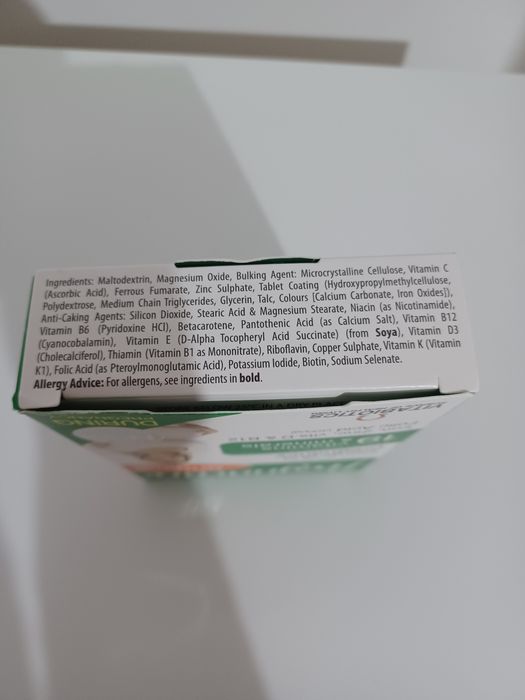 Ingredients: Maltodextrin, Magnesium Oxide, Bulking Agent: Microcrystalline Cellulose, Vitamin C
(Ascorbic Acid), Ferrous Fumarate, Zinc Sulphate, Tablet Coating (Hydroxypropylmethylcellulose,
Polydextrose, Medium Chain Triglycerides, Glycerin, Talc, Colours [Calcium Carbonate, Iron Oxides]),
Anti-Caking Agents: Silicon Dioxide, Stearic Acid & Magnesium Stearate, Niacin (as Nicotinamide),
Vitamin B6 (Pyridoxine HCl), Betacarotene, Pantothenic Acid (as Calcium Salt), Vitamin B12
(Cyanocobalamin), Vitamin E (D-Alpha Tocopheryl Acid Succinate) (from Soya), Vitamin D3
(Cholecalciferol), Thiamin (Vitamin B1 as Mononitrate), Riboflavin, Copper Sulphate, Vitamin K (Vitamin
K1), Folic Acid (as Pteroylmonoglutamic Acid), Potassium Iodide, Biotin, Sodium Selenate.
Allergy Advice: For allergens, see ingredients in bold.
VITABIOTICS
DURING